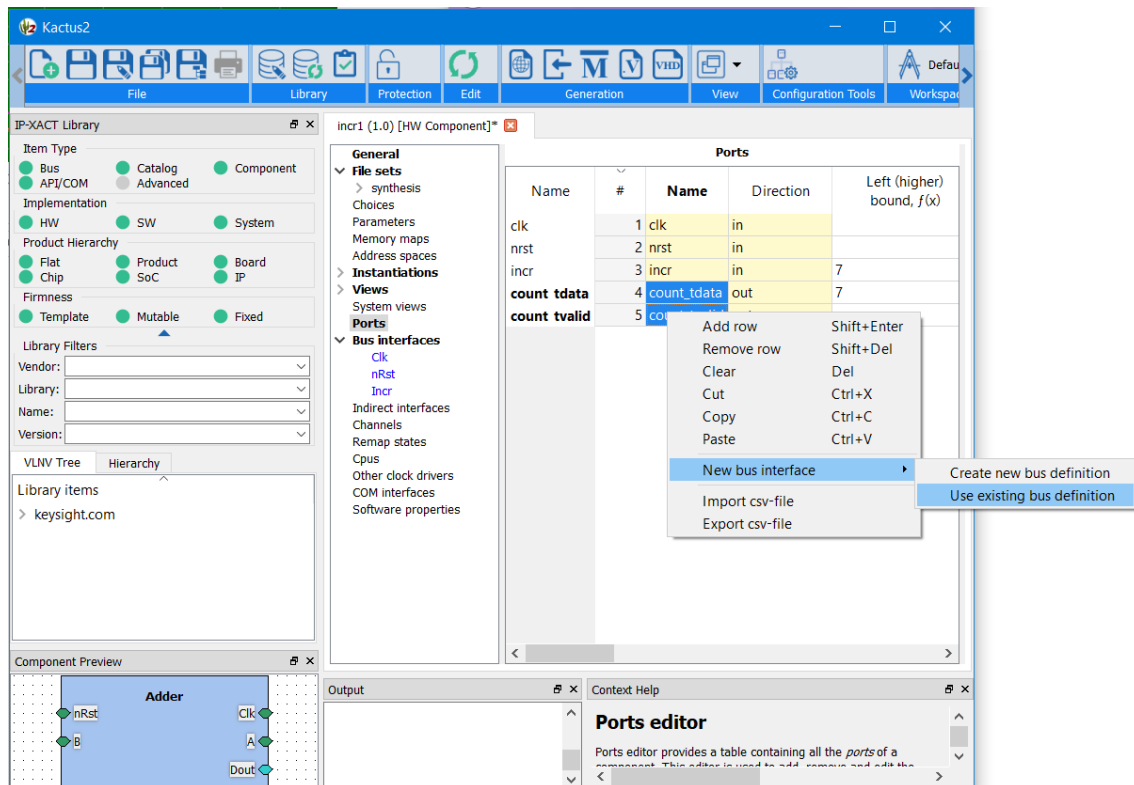 Kactus2
VHD
Defau
File
Library
Protection
Edit
Generation
View
Configuration Tools
Workspac
IP-XACT Library
Item Type
Bus
Catalog
Component
API/COM
Advanced
Implementation
HW
SW
System
Product Hierarchy
Flat
Product
Board
Chip
SoC
IP
Firmness
Template
Mutable
Fixed
Library Filters
Vendor:
Library:
Name:
Version:
VLNV Tree
Hierarchy
Library items
keysight.com
Component Preview
Adder
nRst
Clk
B
A
Dout
incr1 (1.0) [HW Component]*
General
File sets
synthesis
Choices
Parameters
Memory maps
Address spaces
Instantiations
Views
System views
Ports
Bus interfaces
Clk
nRst
Incr
Indirect interfaces
Channels
Remap states
Cpus
Other clock drivers
COM interfaces
Software properties
Ports
Name # Name Direction Left (higher)
bound, f(x)
clk 1 clk in
nrst 2 nrst in
incr 3 incr in 7
count tdata 4 count_tdata out 7
count tvalid 5
Add row Shift+Enter
Remove row Shift+Del
Clear Del
Cut Ctrl+X
Copy Ctrl+C
Paste Ctrl+V
New bus interface
Import csv-file
Export csv-file
Create new bus definition
Use existing bus definition
Output
Context Help
Ports editor
Ports editor provides a table containing all the ports of a